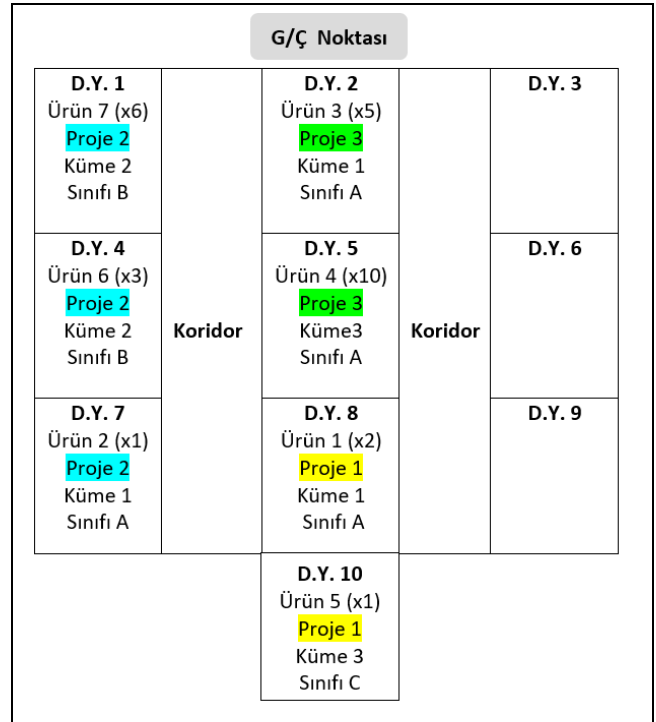 G/Ç Noktası
D.Y. 1
Ürün 7 (x6)
Proje 2
Küme 2
Sınıfı B
D.Y. 2
Ürün 3 (x5)
Proje 3
Küme 1
Sınıfı A
D.Y. 3
D.Y. 4
Ürün 6 (x3)
Proje 2
Küme 2
Sınıfı B
Koridor
D.Y. 5
Ürün 4 (x10)
Proje 3
Küme3
Sınıfı A
Koridor
D.Y. 6
D.Y. 7
Ürün 2 (x1)
Proje 2
Küme 1
Sınıfı A
D.Y. 8
Ürün 1 (x2)
Proje 1
Küme 1
Sınıfı A
D.Y. 9
D.Y. 10
Ürün 5 (x1)
Proje 1
Küme 3
Sınıfı C